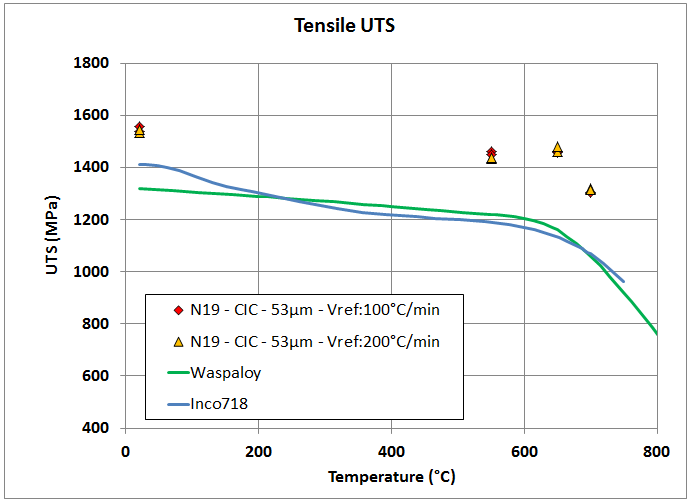 Tensile UTS
1800
1600
1400
1200
1000
800
600
400
UTS (MPa)
N19 - CIC - 53µm - Vref:100°C/min
N19 - CIC - 53µm - Vref:200°C/min
Waspaloy
Inco718
0 200 400 600 800
Temperature (°C)